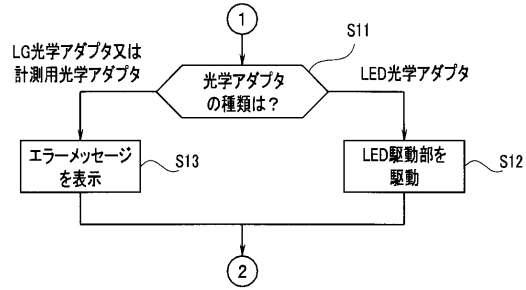 1
S11
LG光学アダプタ又は
計測用光学アダプタ
光学アダプタ
の種類は？
LED光学アダプタ
エラーメッセージ
を表示
S13
LED駆動部を
駆動
S12
2